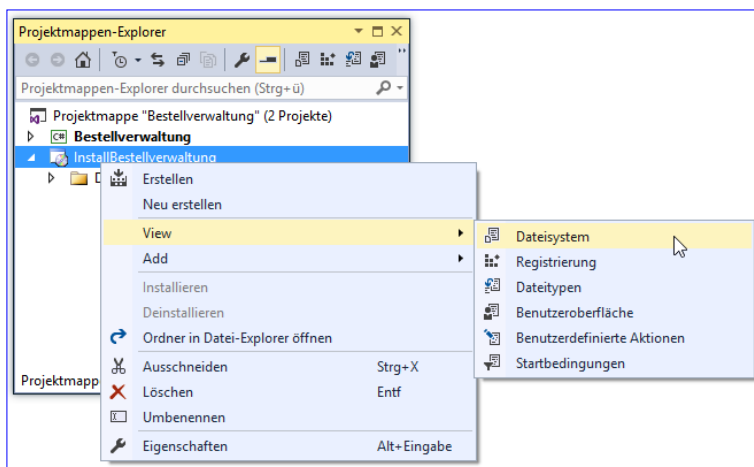 Projektmappen-Explorer
Projektmappen-Explorer durchsuchen (Strg+ü)
Projektmappe "Bestellverwaltung" (2 Projekte)
C# Bestellverwaltung
InstallBestellverwaltung
Erstellen
Neu erstellen
View
Add
Installieren
Deinstallieren
Ordner in Datei-Explorer öffnen
Ausschneiden Strg+X
Löschen Entf
Umbenennen
Eigenschaften Alt+Eingabe
Dateisystem
Registrierung
Dateitypen
Benutzeroberfläche
Benutzerdefinierte Aktionen
Startbedingungen
Projektmapp